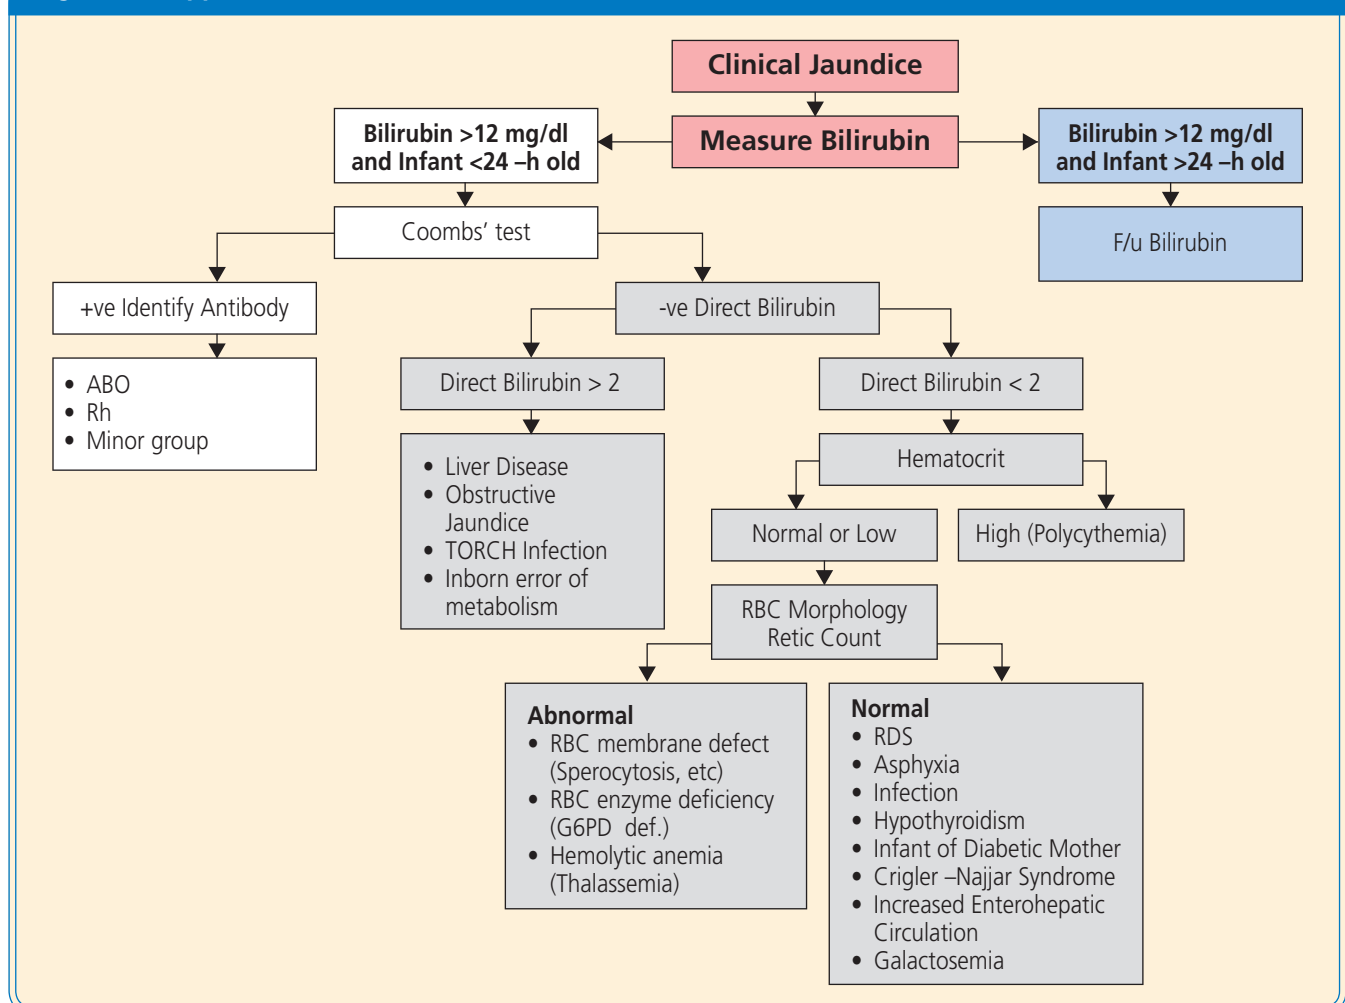 Clinical Jaundice
Measure Bilirubin
Bilirubin >12 mg/dl
and Infant <24 –h old
Bilirubin >12 mg/dl
and Infant >24 –h old
Coombs' test
F/u Bilirubin
+ve Identify Antibody
-ve Direct Bilirubin
• ABO
• Rh
• Minor group
Direct Bilirubin > 2
Direct Bilirubin < 2
• Liver Disease
• Obstructive
Jaundice
• TORCH Infection
• Inborn error of
metabolism
Hematocrit
Normal or Low
High (Polycythemia)
RBC Morphology
Retic Count
Abnormal
• RBC membrane defect
(Sperocytosis, etc)
• RBC enzyme deficiency
(G6PD def.)
• Hemolytic anemia
(Thalassemia)
Normal
• RDS
• Asphyxia
• Infection
• Hypothyroidism
• Infant of Diabetic Mother
• Crigler –Najjar Syndrome
• Increased Enterohepatic
Circulation
• Galactosemia